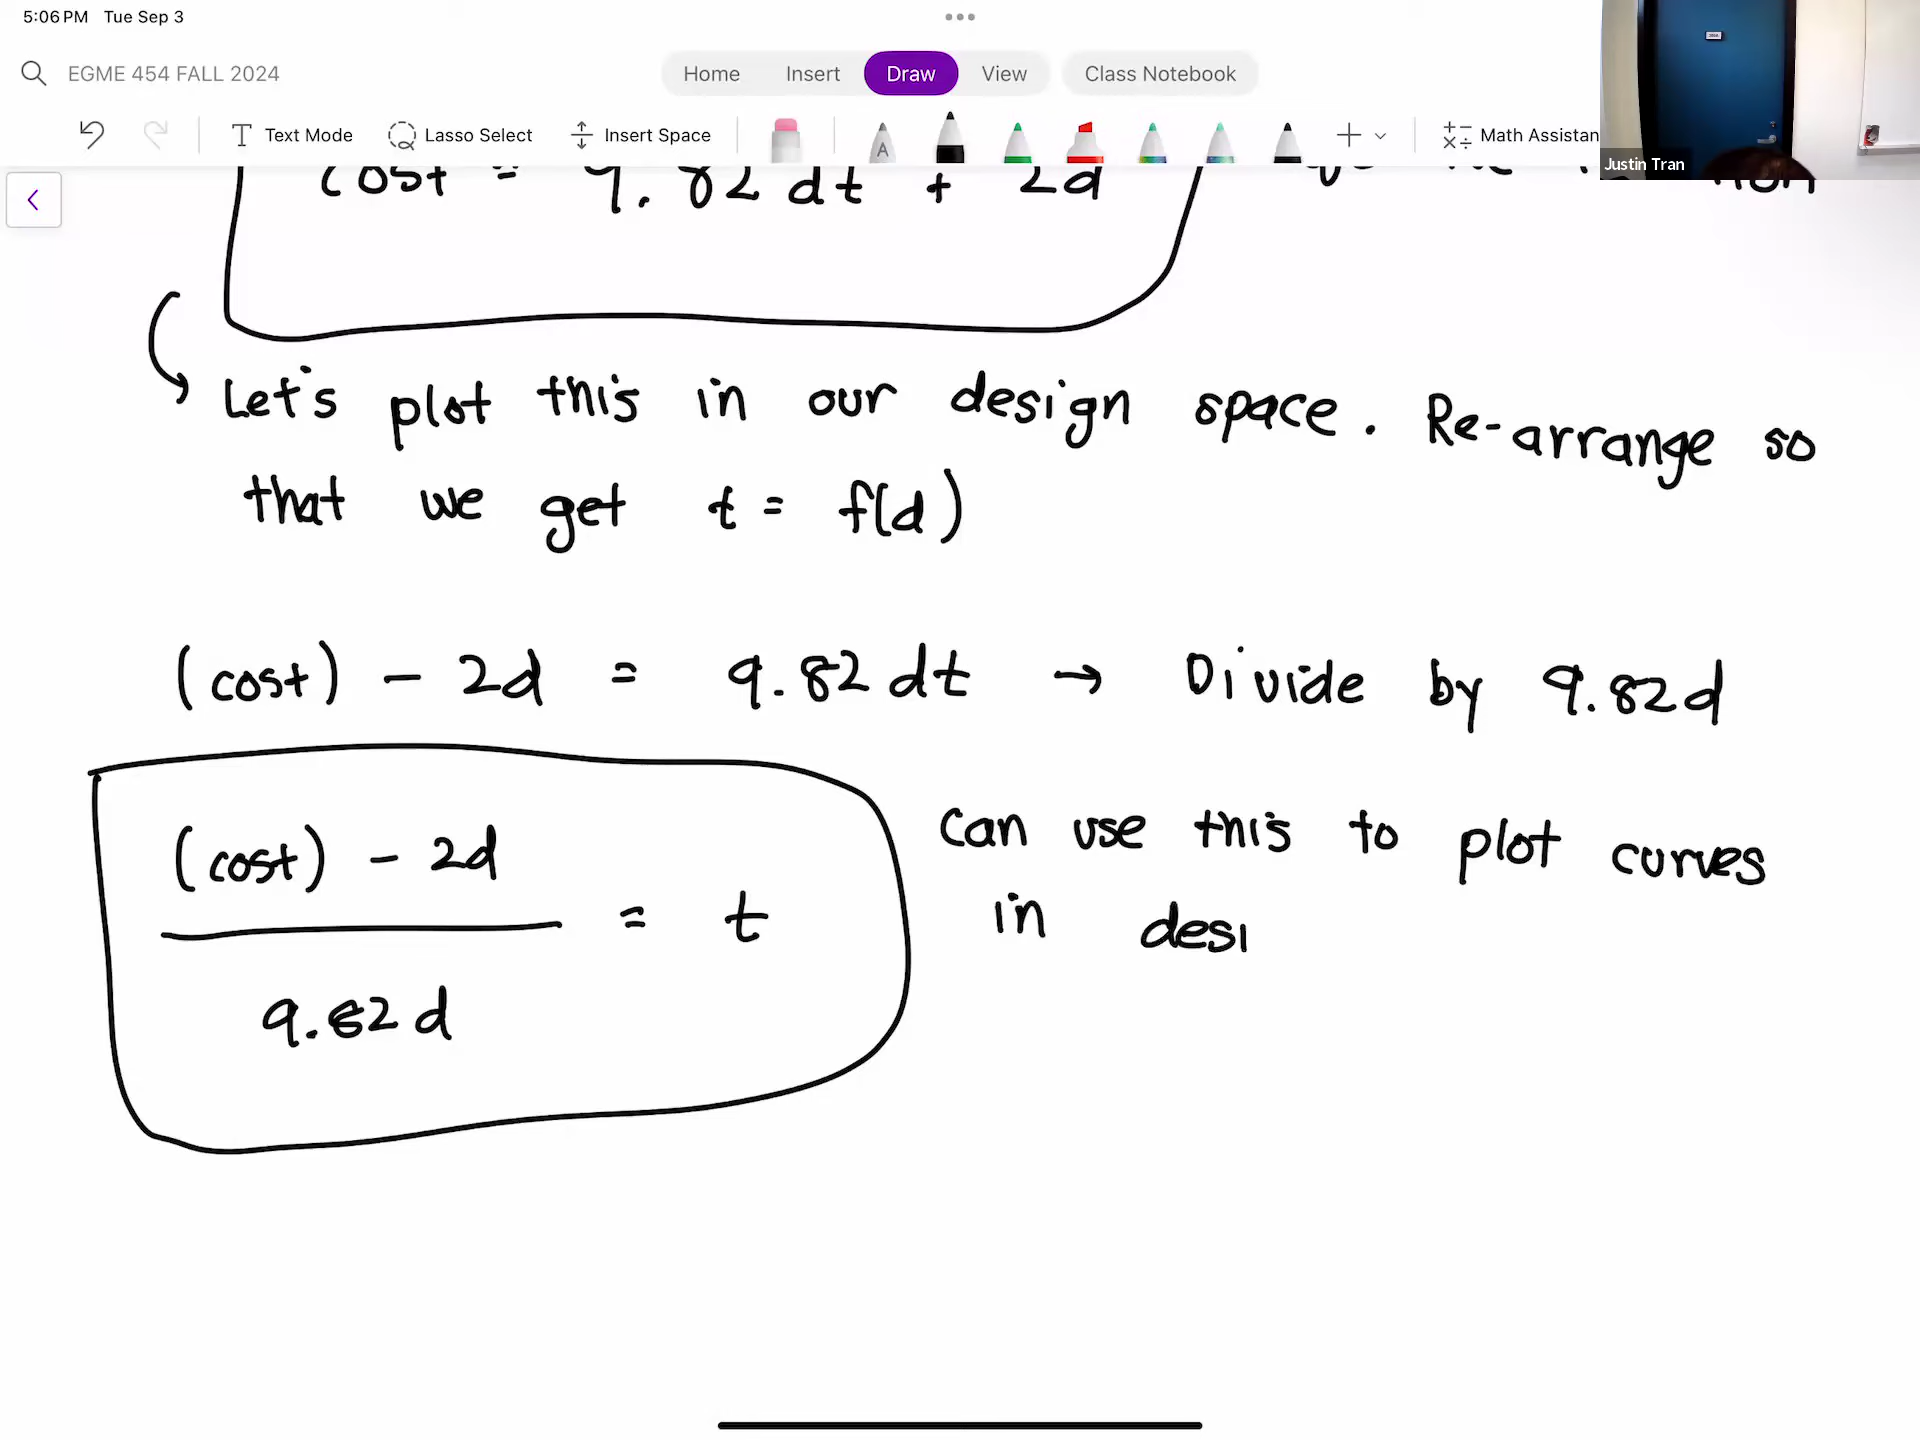 5:06 PM Tue Sep 3
EGME 454 FALL 2024
Home Insert Draw View Class Notebook
Text Mode Lasso Select Insert Space A Math Assistan
Justin Tran
cost = 9.82 dt + 2d
Let's plot this in our design space. Re-arrange so
that we get t = f(d)
(cost) - 2d = 9.82 dt → Divide by 9.82d
(cost) - 2d
= t
9.82 d
can use this to plot curves
in desi